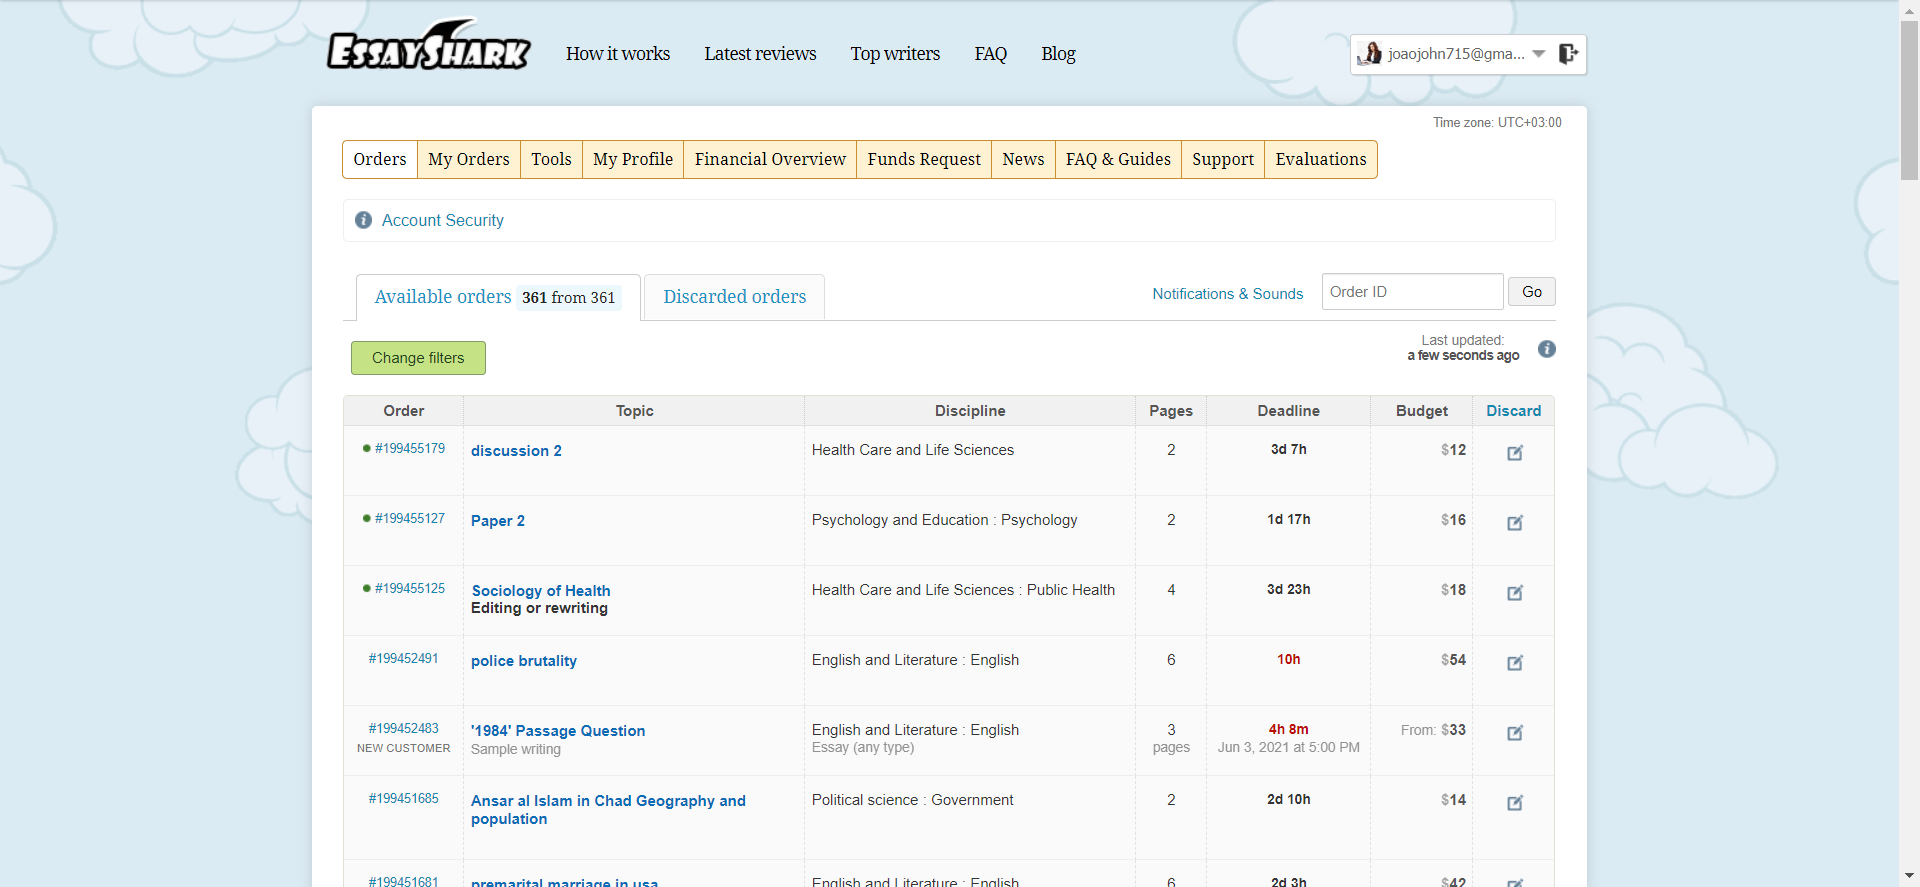 ESSAYSHARK
How it works Latest reviews Top writers FAQ Blog
joaojohn715@gma...
Time zone: UTC+03:00
Orders My Orders Tools My Profile Financial Overview Funds Request News FAQ & Guides Support Evaluations
Account Security
Available orders 361 from 361 Discarded orders
Notifications & Sounds Order ID Go
Change filters
Last updated:
a few seconds ago
Order Topic Discipline Pages Deadline Budget Discard
#199455179 discussion 2 Health Care and Life Sciences 2 3d 7h $12
#199455127 Paper 2 Psychology and Education : Psychology 2 1d 17h $16
#199455125 Sociology of Health Health Care and Life Sciences : Public Health 4 3d 23h $18
Editing or rewriting
#199452491 police brutality English and Literature : English 6 10h $54
#199452483 '1984' Passage Question English and Literature : English 3 4h 8m From: $33
NEW CUSTOMER Sample writing Essay (any type) pages Jun 3, 2021 at 5:00 PM
#199451685 Ansar al Islam in Chad Geography and Political science : Government 2 2d 10h $14
population
#199451681 premarital marriage in usa English and Literature : English 6 2d 3h $42